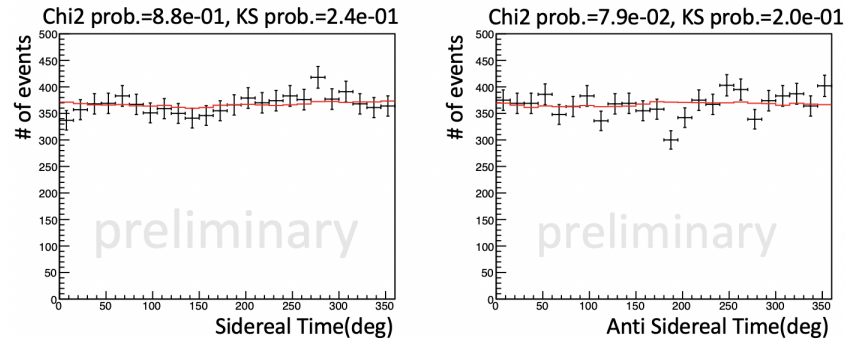 Chi2 prob.=8.8e-01, KS prob.=2.4e-01
# of events
500
450
400
350
300
250
200
150
100
50
0
preliminary
0 50 100 150 200 250 300 350
Sidereal Time(deg)
Chi2 prob.=7.9e-02, KS prob.=2.0e-01
# of events
500
450
400
350
300
250
200
150
100
50
0
preliminary
0 50 100 150 200 250 300 350
Anti Sidereal Time(deg)